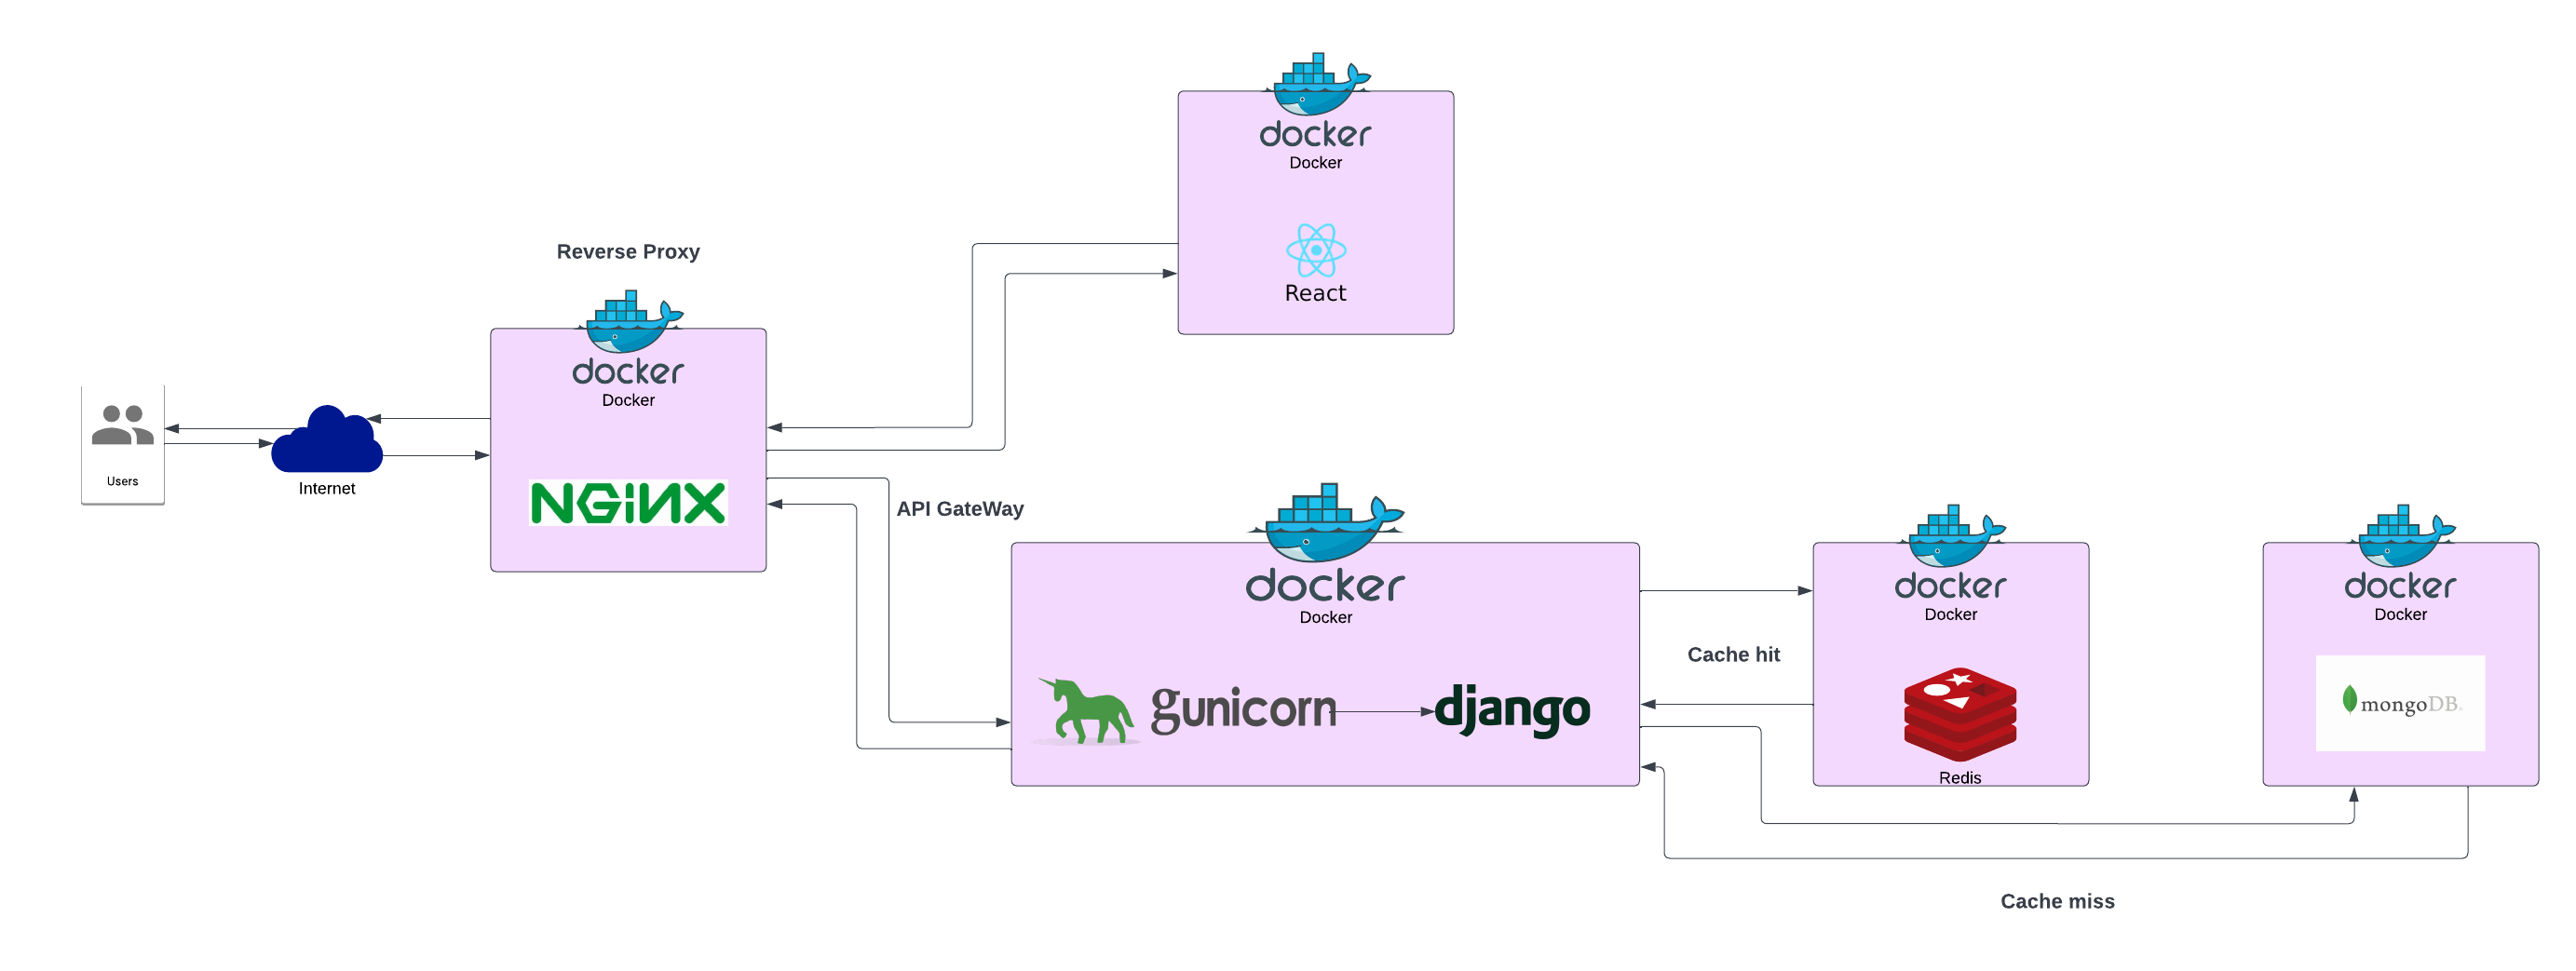 docker
Docker
React
Reverse Proxy
docker
Docker
NGiNX
Users
Internet
API GateWay
docker
Docker
gunicorn
django
Cache hit
docker
Docker
Redis
docker
Docker
mongoDB
Cache miss